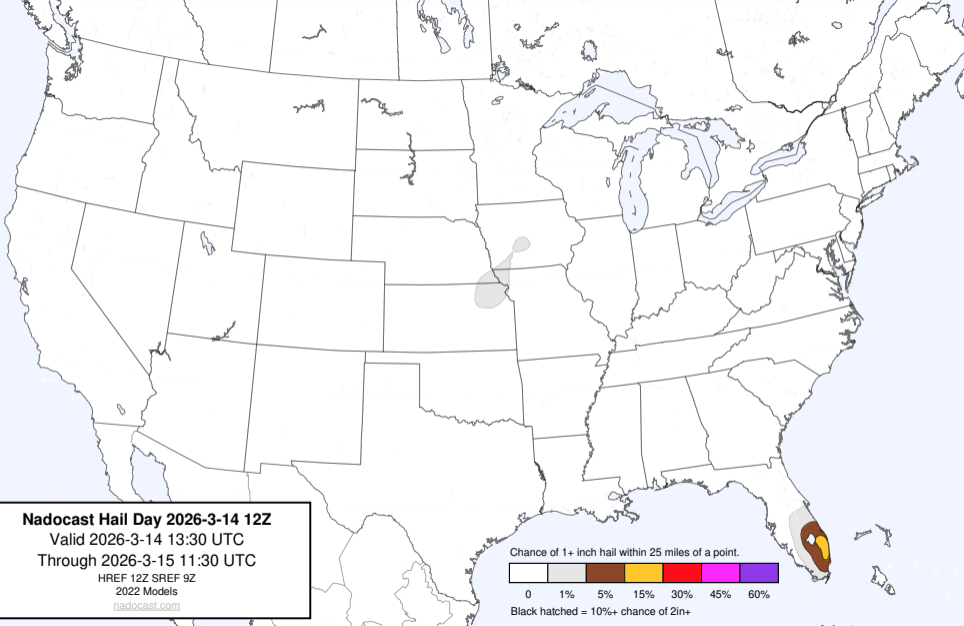 Nadocast Hail Day 2026-3-14 12Z
Valid 2026-3-14 13:30 UTC
Through 2026-3-15 11:30 UTC
HREF 12Z SREF 9Z
2022 Models
nadocast.com
Chance of 1+ inch hail within 25 miles of a point.
0 1% 5% 15% 30% 45% 60%
Black hatched = 10%+ chance of 2in+